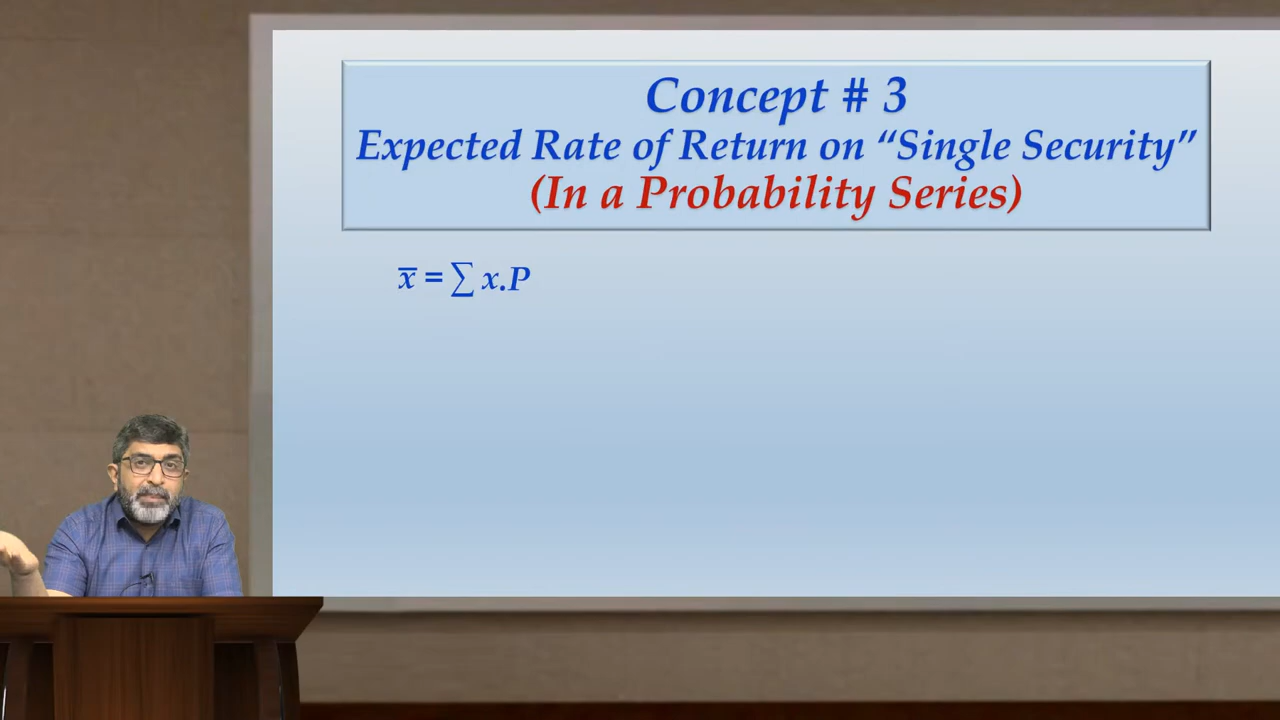 Concept # 3
Expected Rate of Return on “Single Security”
(In a Probability Series)
x̅ = ∑ x.P